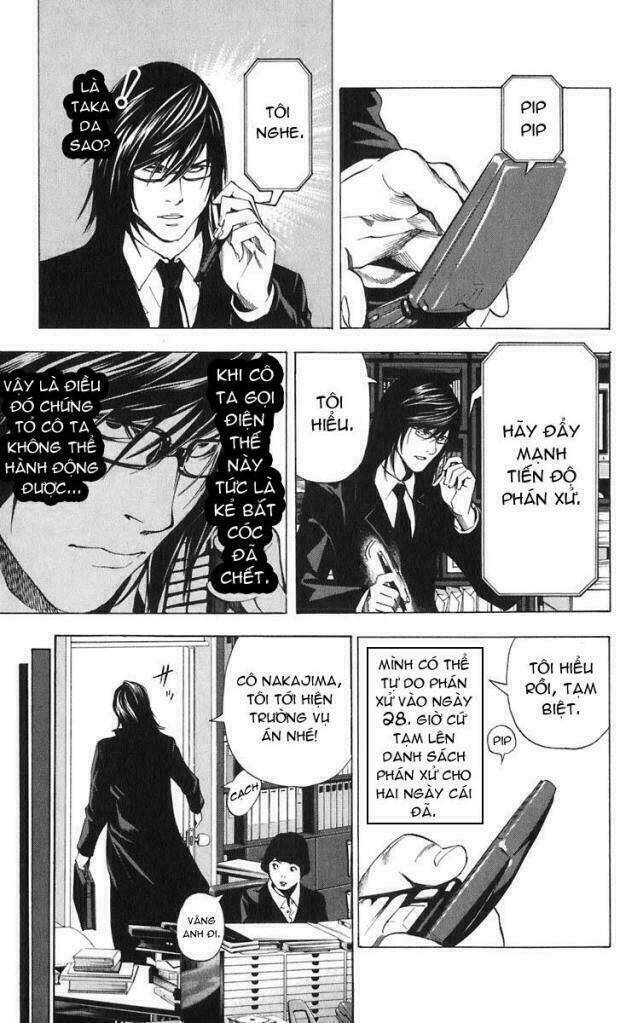 PIP
PIP
TÔI
NGHE.
LÀ
TAKA
DA
SAO?
HÃY ĐẨY
MẠNH
TIẾN ĐỘ
PHÁN XỬ.
TÔI
HIỂU.
KHI CÔ
TA GỌI
ĐIỆN
THẾ
NÀY
TỨC LÀ
KẺ BẮT
CÓC
ĐÃ
CHẾT.
VẬY LÀ ĐIỀU
ĐÓ CHỨNG
TỎ CÔ TA
KHÔNG THỂ
HÀNH ĐỘNG
ĐƯỢC...
TÔI HIỂU
RỒI, TẠM
BIỆT.
PIP
MÌNH CÓ THỂ
TỰ DO PHÁN
XỬ VÀO NGÀY
28. GIỜ CỨ
TẠM LÊN
DANH SÁCH
PHÁN XỬ CHO
HAI NGÀY CÁI
ĐÃ.
CÔ NAKAJIMA,
TÔI TỚI HIỆN
TRƯỜNG VỤ
ÁN NHÉ!
CẠCH
VÂNG
ANH ĐI.